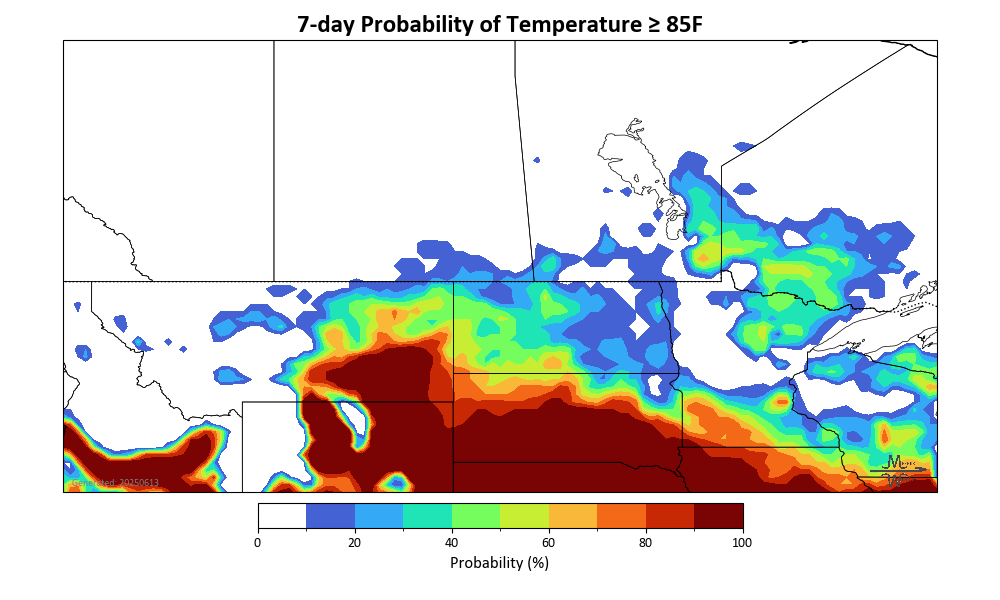 7-day Probability of Temperature ≥ 85F
Generated: 20250613
0 20 40 60 80 100
Probability (%)